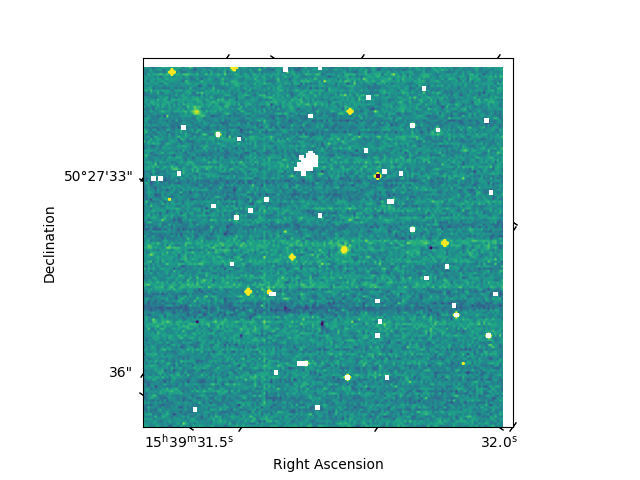 50°27'33"
Declination
36"
15ʰ39ᵐ31.5ˢ
32.0ˢ
Right Ascension